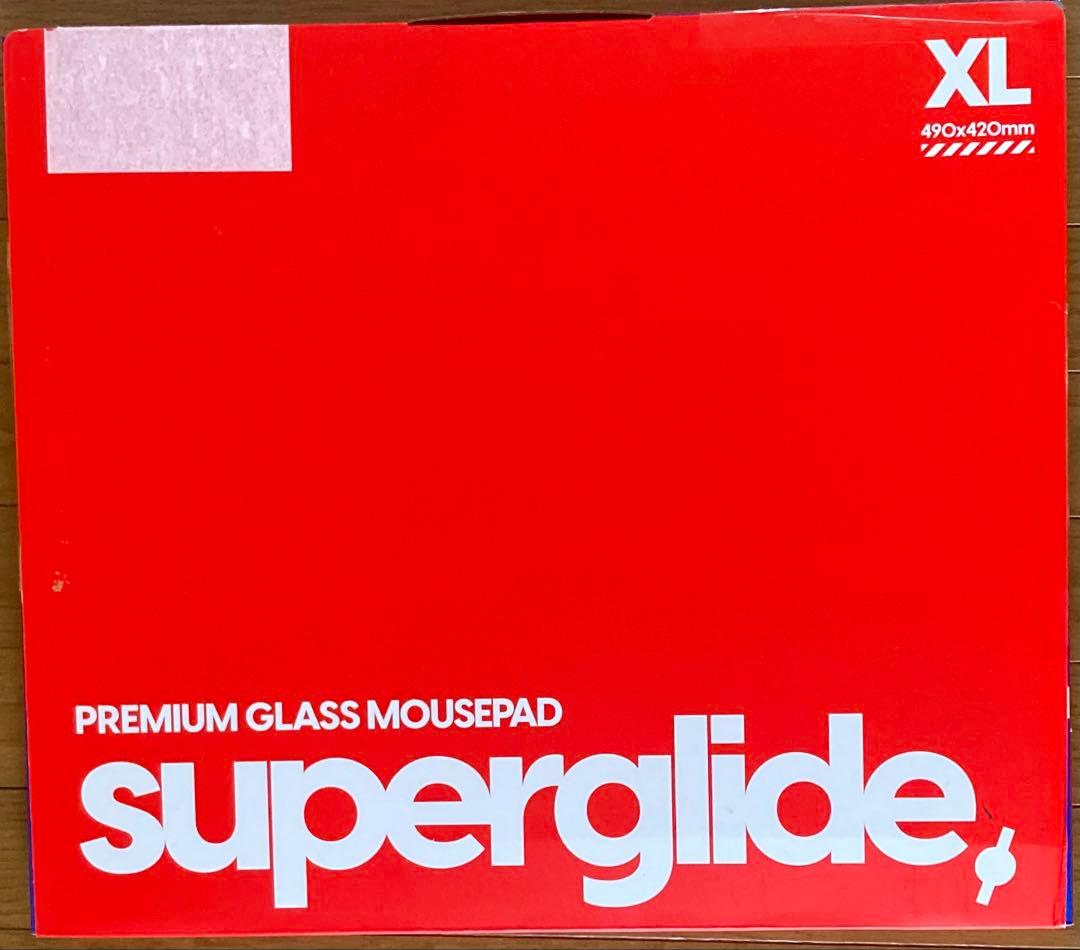 XL
490x420mm
PREMIUM GLASS MOUSEPAD
superglide